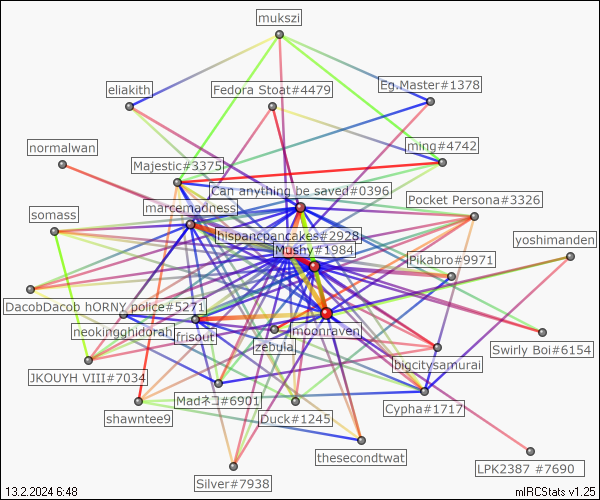 mukszi
eliakith
Fedora Stoat#4479
Eg.Master#1378
normalwan
ming#4742
Majestic#3375
Can anything be saved#0396
marcemadness
Pocket Persona#3326
somass
hispanicpancakes#2928
yoshimanden
Mushy#1984
Pikabro#9971
DacobDacob hORNY police#5271
neokingghidorah
frisout
moonraven
zebula
Swirly Boi#6154
bigcitysamurai
JKOUYH VIII#7034
Madネコ#6901
Cypha#1717
shawntee9
Duck#1245
thesecondtwat
LPK2387 #7690
Silver#7938
13.2.2024 6:48
mIRCStats v1.25